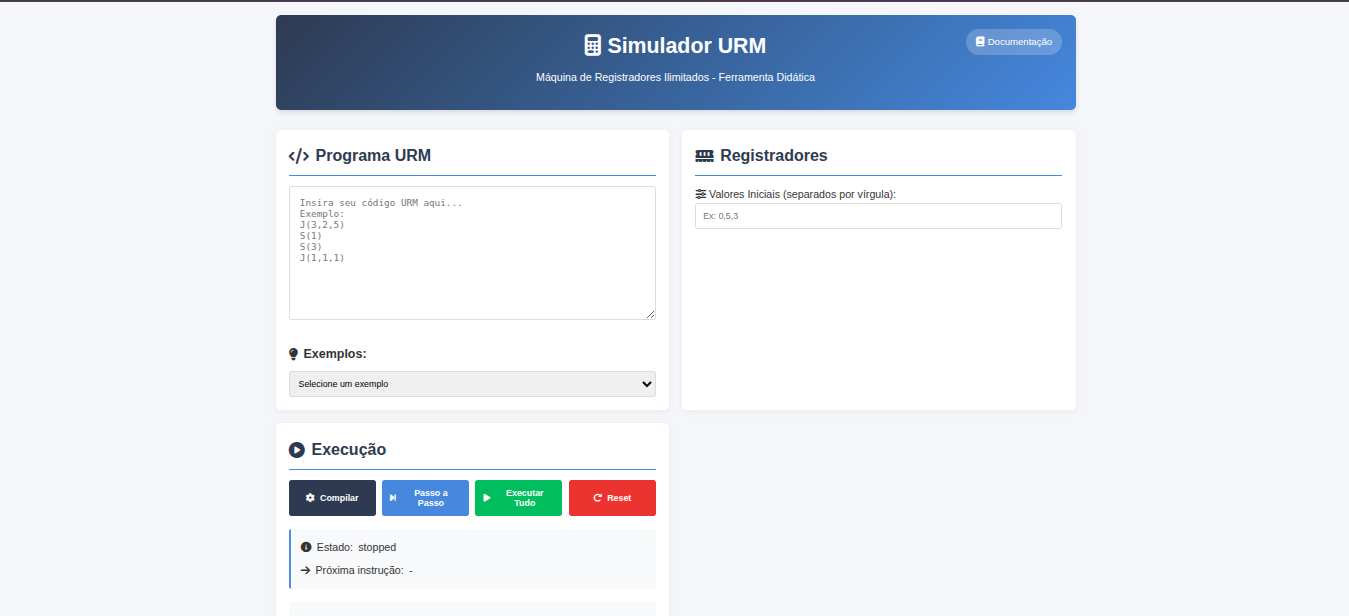 Simulador URM
Documentação
Máquina de Registradores Ilimitados - Ferramenta Didática
Programa URM
Insira seu código URM aqui...
Exemplo:
J(3,2,5)
S(1)
S(3)
J(1,1,1)
Exemplos:
Selecione um exemplo
Registradores
Valores Iniciais (separados por vírgula):
Ex: 0,5,3
Execução
Compilar
Passo a
Passo
Executar
Tudo
Reset
Estado: stopped
Próxima instrução: -